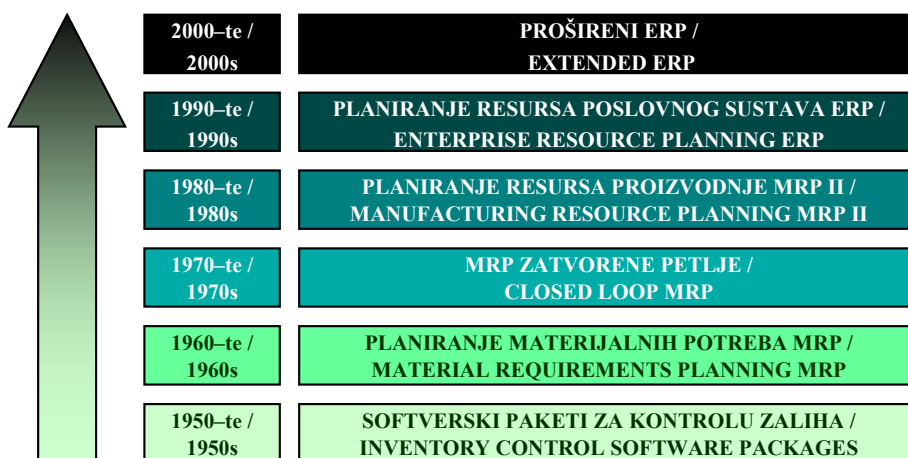 2000–te /
2000s
PROŠIRENI ERP /
EXTENDED ERP
1990–te /
1990s
PLANIRANJE RESURSA POSLOVNOG SUSTAVA ERP /
ENTERPRISE RESOURCE PLANNING ERP
1980–te /
1980s
PLANIRANJE RESURSA PROIZVODNJE MRP II /
MANUFACTURING RESOURCE PLANNING MRP II
1970–te /
1970s
MRP ZATVORENE PETLJE /
CLOSED LOOP MRP
1960–te /
1960s
PLANIRANJE MATERIJALNIH POTREBA MRP /
MATERIAL REQUIREMENTS PLANNING MRP
1950–te /
1950s
SOFTVERSKI PAKETI ZA KONTROLU ZALIHA /
INVENTORY CONTROL SOFTWARE PACKAGES